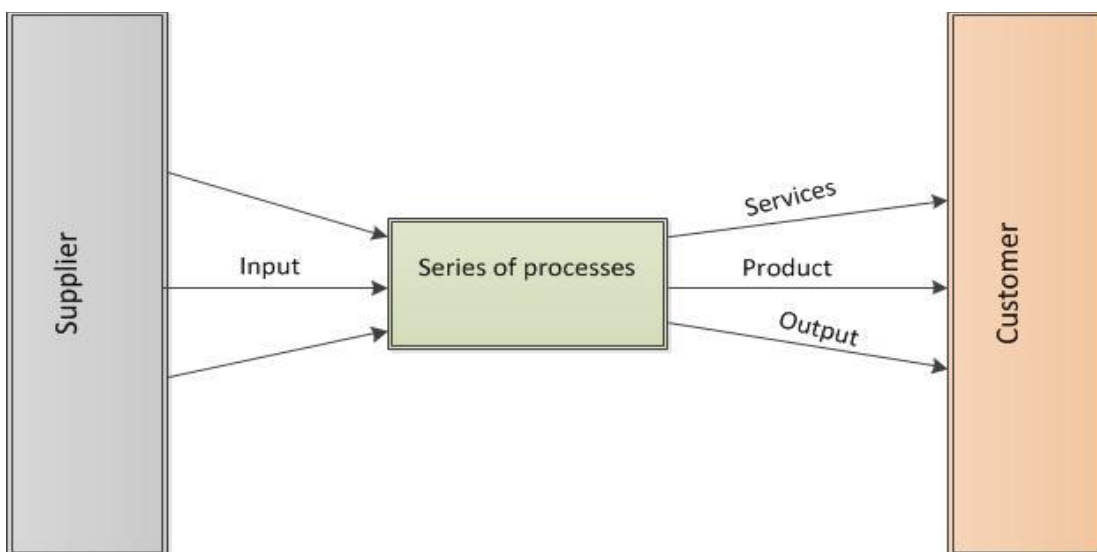 Supplier
Input
Series of processes
Services
Product
Output
Customer